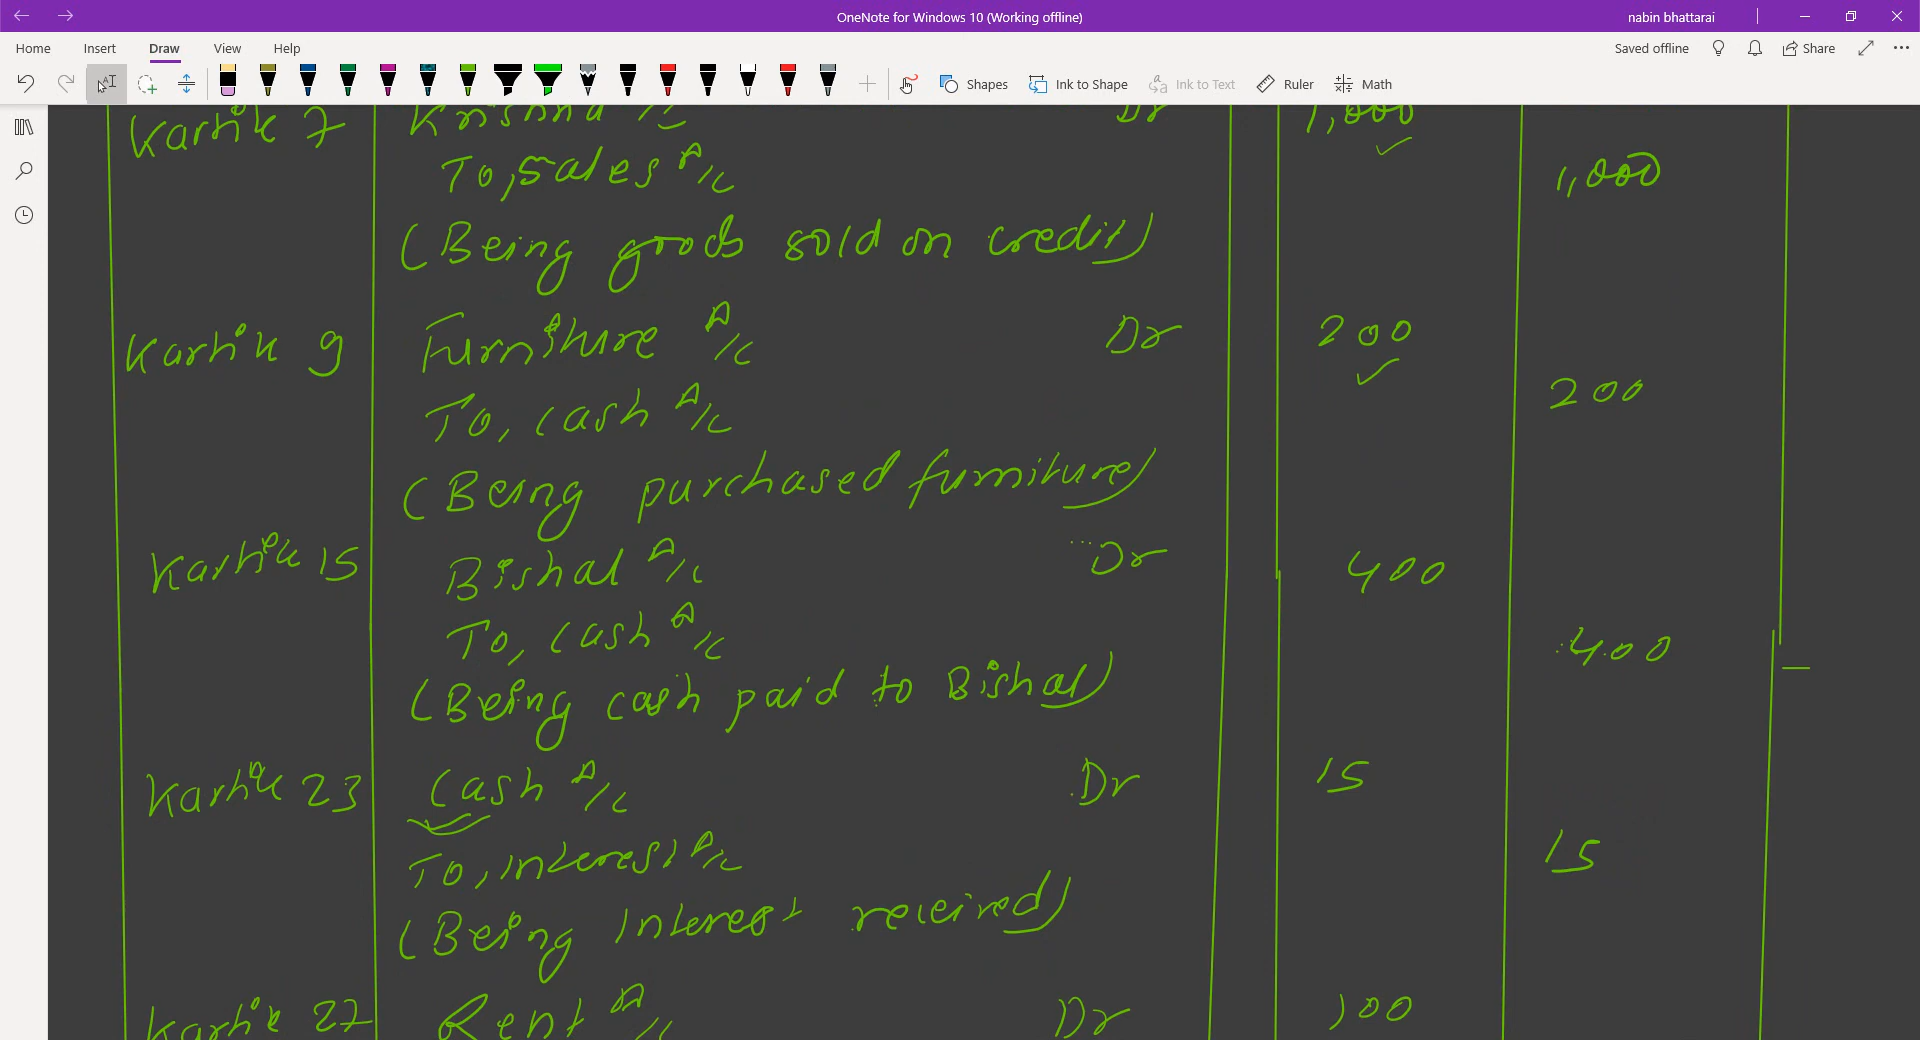 OneNote for Windows 10 (Working offline)
nabin bhattarai
Home Insert Draw View Help
Saved offline Share
Shapes Ink to Shape Ink to Text Ruler Math
Kartik 7 Krishna A/c Dr 1,000
To, Sales A/c 1,000
(Being goods sold on credit)
Kartik 9 Furniture A/c Dr 200
To, Cash A/c 200
(Being purchased furniture)
Kartik 15 Bishal A/c Dr 400
To, Cash A/c 400
(Being cash paid to Bishal)
Kartik 23 Cash A/c Dr 15
To, interest A/c 15
(Being Interest received)
Kartik 27 Rent A/c Dr 100